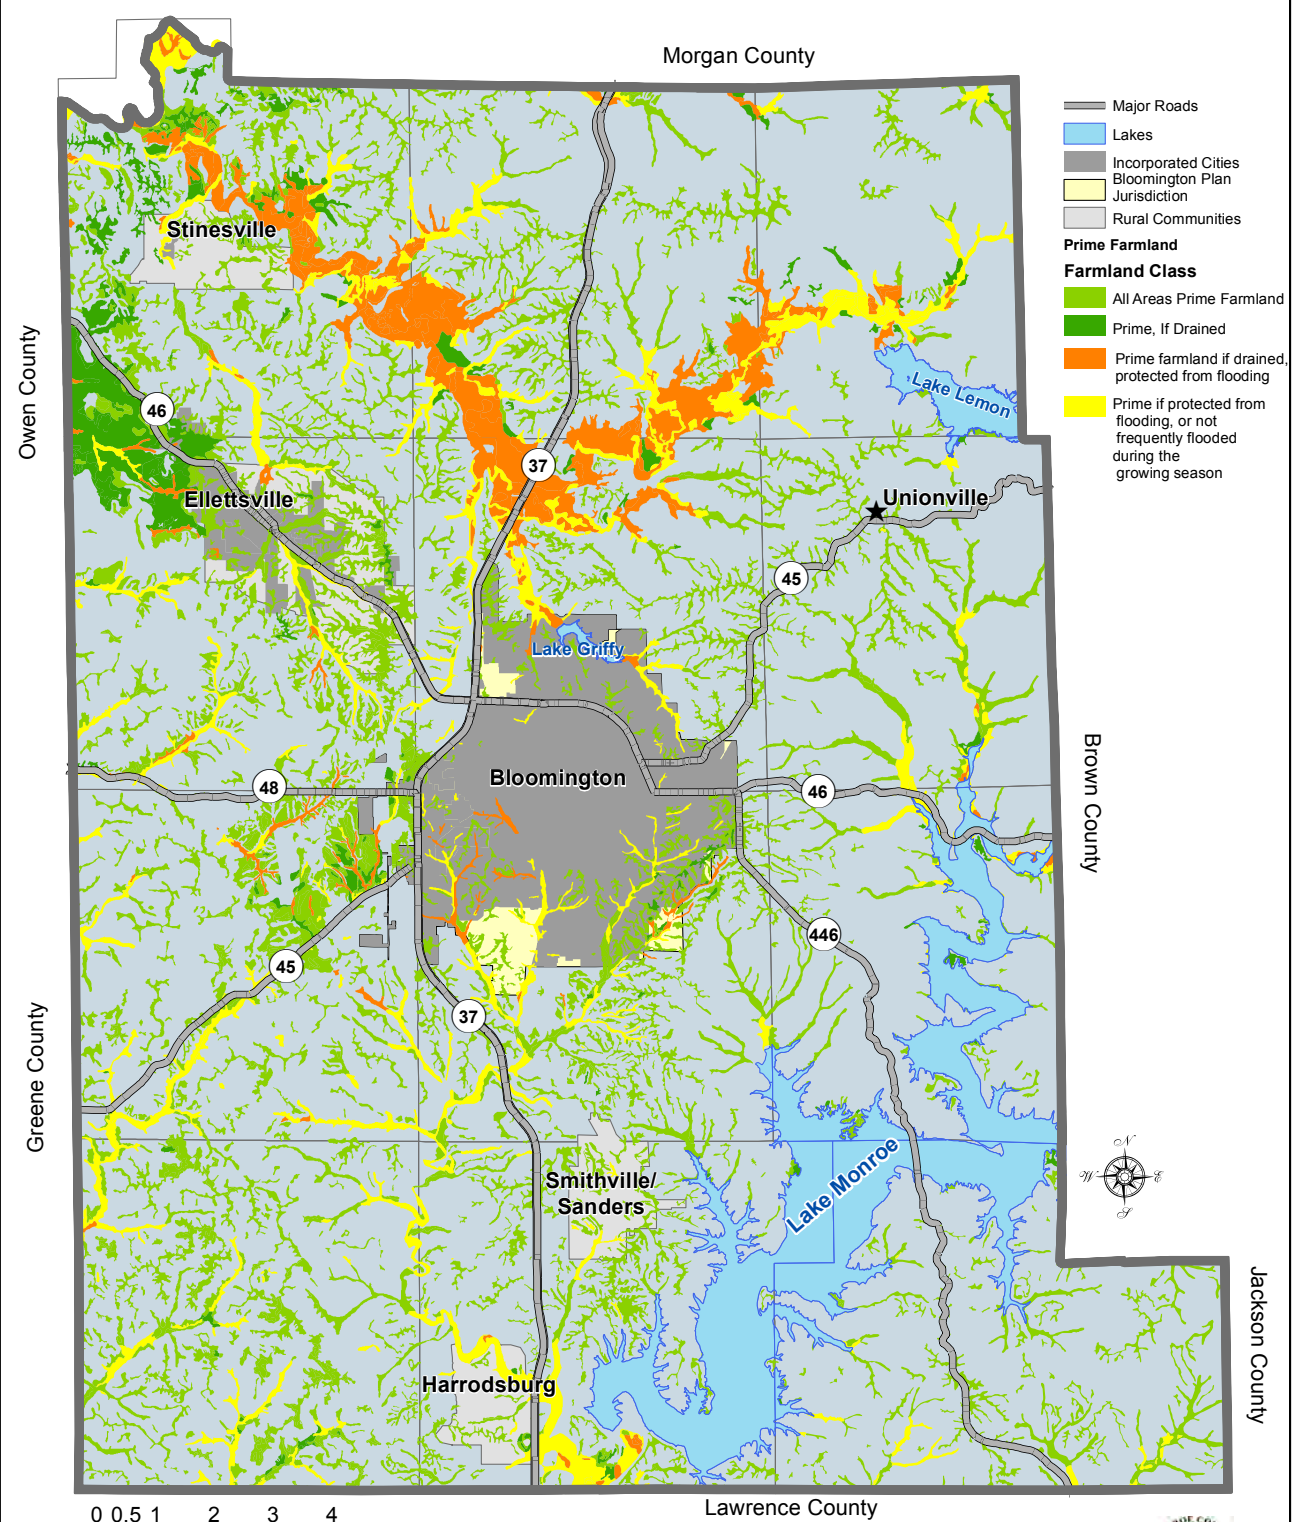 Morgan County
Major Roads
Lakes
Incorporated Cities
Bloomington Plan
Jurisdiction
Rural Communities
Prime Farmland
Farmland Class
All Areas Prime Farmland
Prime, If Drained
Prime farmland if drained,
protected from flooding
Prime if protected from
flooding, or not
frequently flooded
during the
growing season
Stinesville
Owen County
46
Lake Lemon
37
Ellettsville
Unionville
45
Lake Griffy
Bloomington
48
46
Brown County
446
45
37
Greene County
N
W
E
S
Lake Monroe
Smithville/
Sanders
Jackson County
Harrodsburg
Lawrence County
0 0.5 1 2 3 4